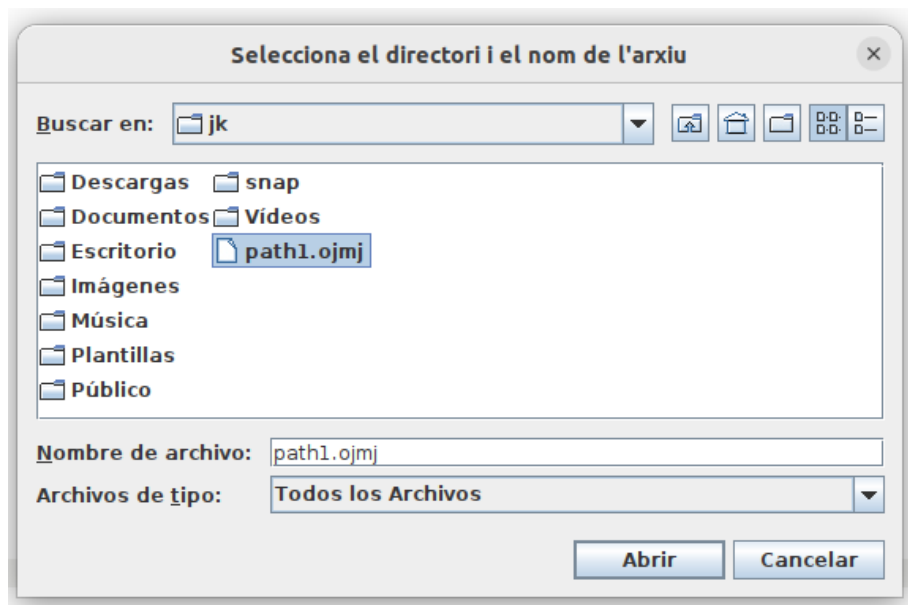 Selecciona el directori i el nom de l'arxiu
Buscar en: jk
Descargas snap
Documentos Vídeos
Escritorio path1.ojmj
Imágenes
Música
Plantillas
Público
Nombre de archivo: path1.ojmj
Archivos de tipo: Todos los Archivos
Abrir Cancelar